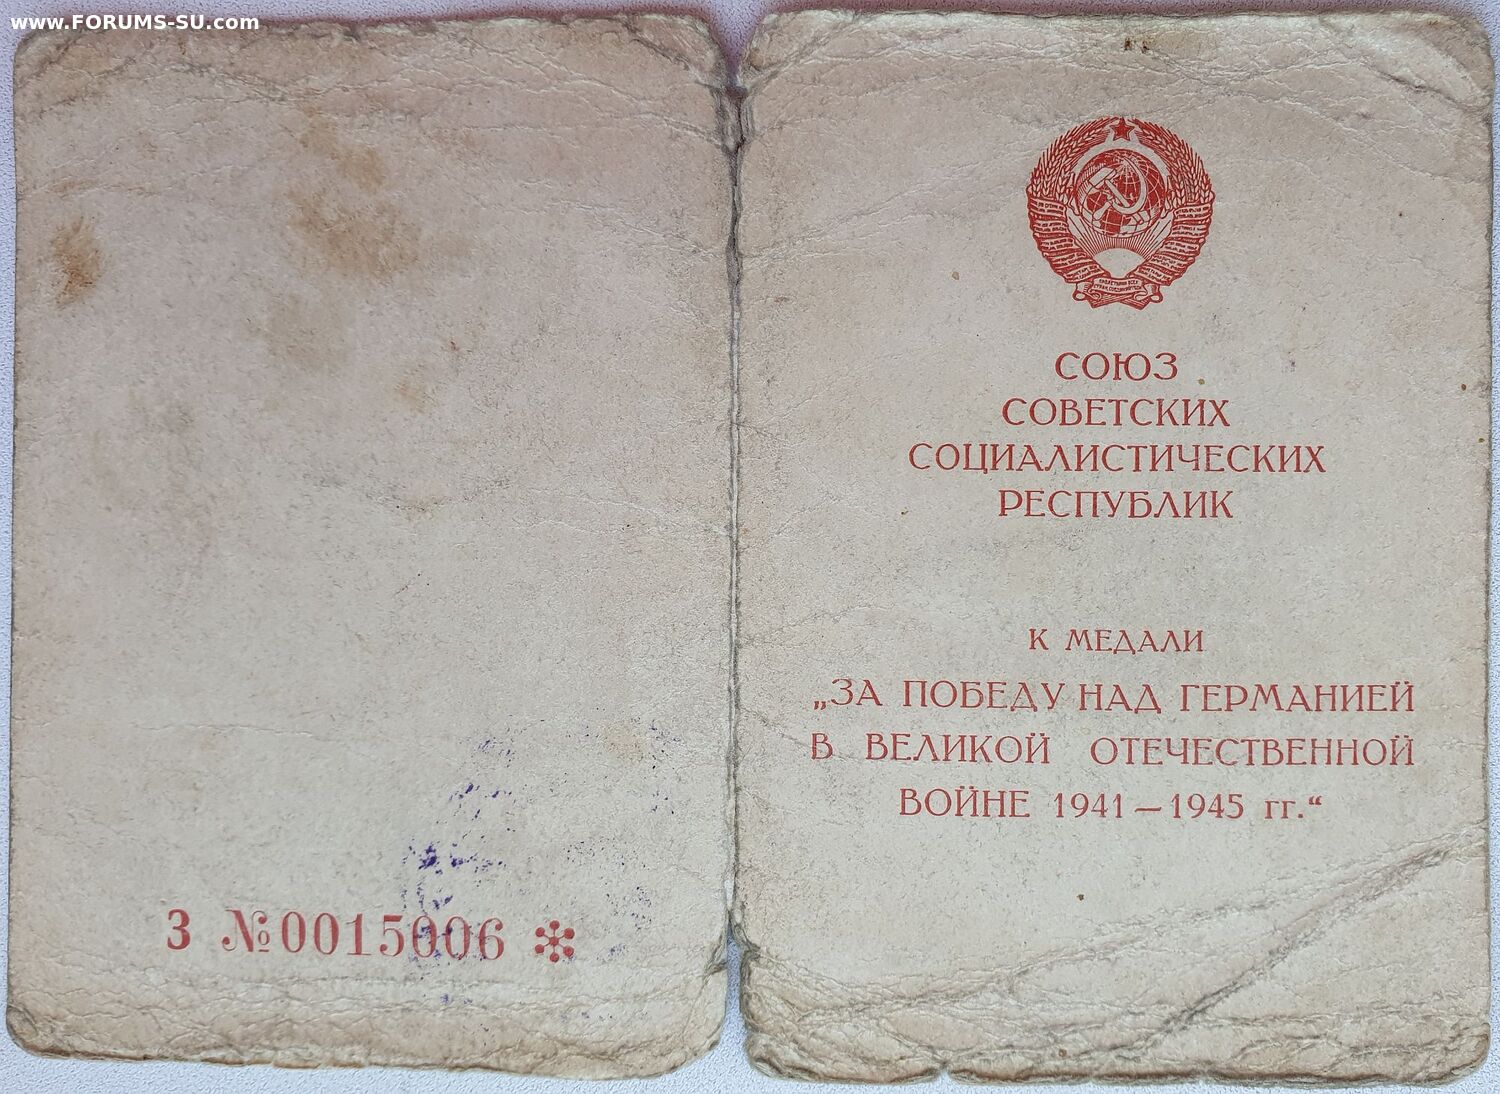 www.FORUMS-SU.com
СОЮЗ
СОВЕТСКИХ
СОЦИАЛИСТИЧЕСКИХ
РЕСПУБЛИК
К МЕДАЛИ
„ЗА ПОБЕДУ НАД ГЕРМАНИЕЙ
В ВЕЛИКОЙ ОТЕЧЕСТВЕННОЙ
ВОЙНЕ 1941—1945 гг.“
З №0015006